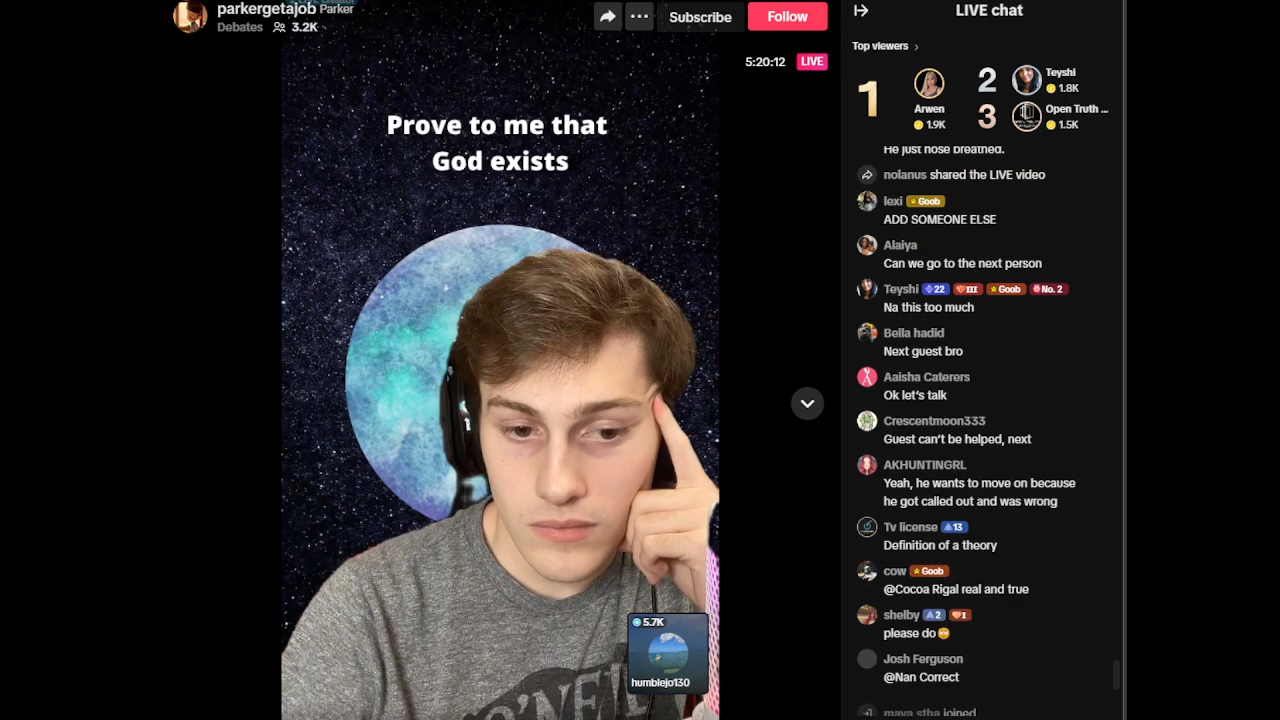 parkergetajob Parker
Debates 3.2K
Subscribe
Follow
5:20:12 LIVE
Prove to me that
God exists
5.7K
humblejo130
LIVE chat
Top viewers
1
Arwen
1.9K
2
Teyshi
1.8K
3
Open Truth ...
1.5K
He just nose breathed.
nolanus shared the LIVE video
lexi Goob
ADD SOMEONE ELSE
Alaiya
Can we go to the next person
Teyshi 22 III Goob No. 2
Na this too much
Bella hadid
Next guest bro
Aaisha Caterers
Ok let's talk
Crescentmoon333
Guest can't be helped, next
AKHUNTINGRL
Yeah, he wants to move on because
he got called out and was wrong
Tv license 13
Definition of a theory
cow Goob
@Cocoa Rigal real and true
shelby 2 I
please do
Josh Ferguson
@Nan Correct
maya stha joined